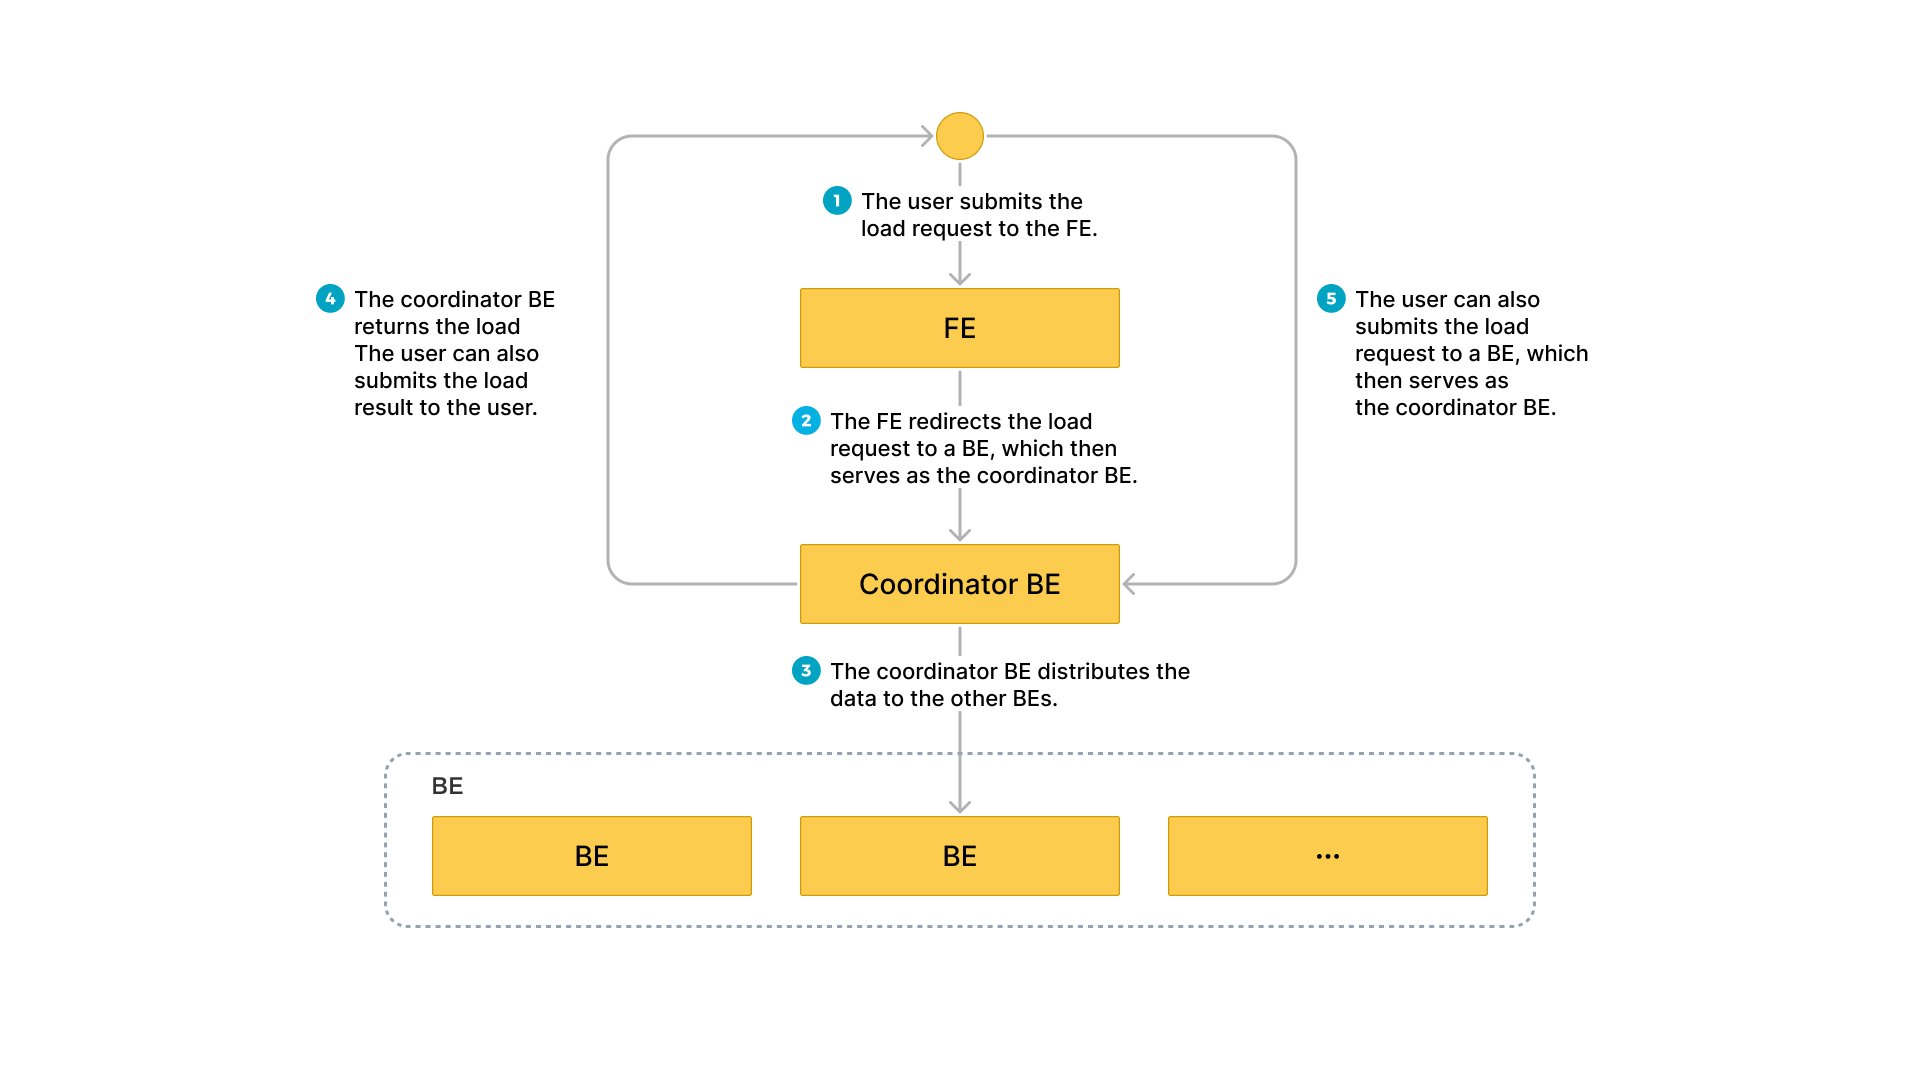 1 The user submits the
load request to the FE.
FE
4 The coordinator BE
returns the load
The user can also
submits the load
result to the user.
5 The user can also
submits the load
request to a BE, which
then serves as
the coordinator BE.
2 The FE redirects the load
request to a BE, which then
serves as the coordinator BE.
Coordinator BE
3 The coordinator BE distributes the
data to the other BEs.
BE
BE
BE
...